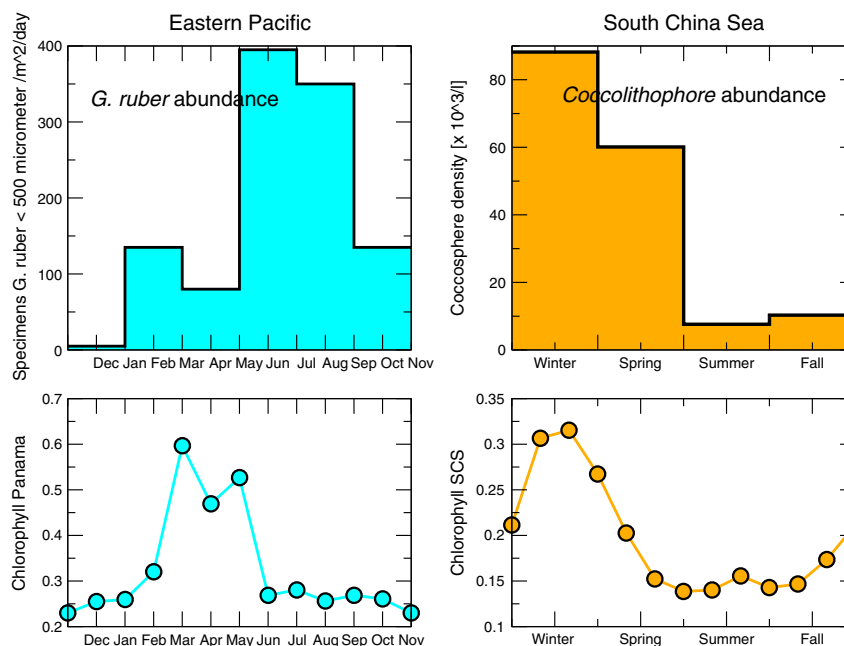 Eastern Pacific
South China Sea
Specimens G. ruber < 500 micrometer /m^2/day
400
300
200
100
0
G. ruber abundance
Dec Jan Feb Mar Apr May Jun Jul Aug Sep Oct Nov
Coccosphere density [x 10^3/l]
80
60
40
20
0
Coccolithophore abundance
Winter Spring Summer Fall
Chlorophyll Panama
0.7
0.6
0.5
0.4
0.3
0.2
Dec Jan Feb Mar Apr May Jun Jul Aug Sep Oct Nov
Chlorophyll SCS
0.35
0.3
0.25
0.2
0.15
0.1
Winter Spring Summer Fall